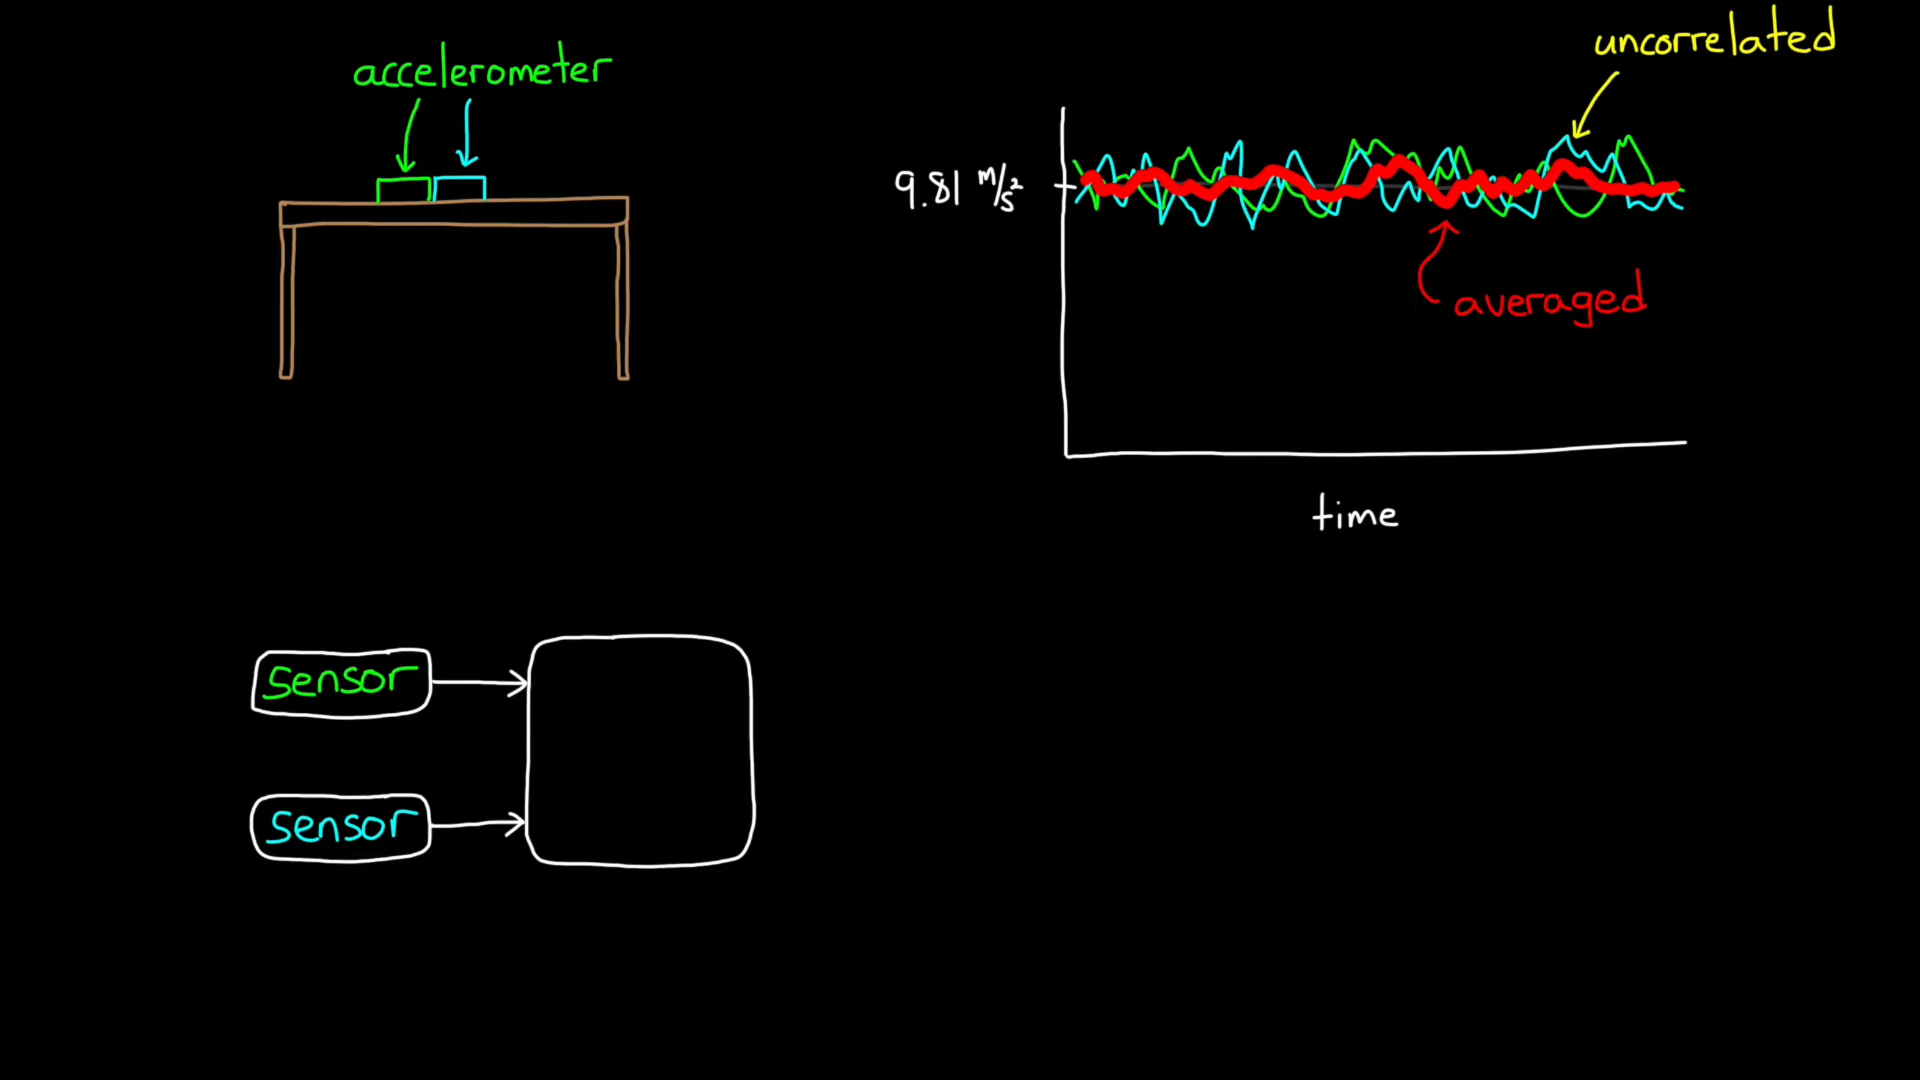 accelerometer
uncorrelated
9.81 m/s²
averaged
time
sensor
sensor